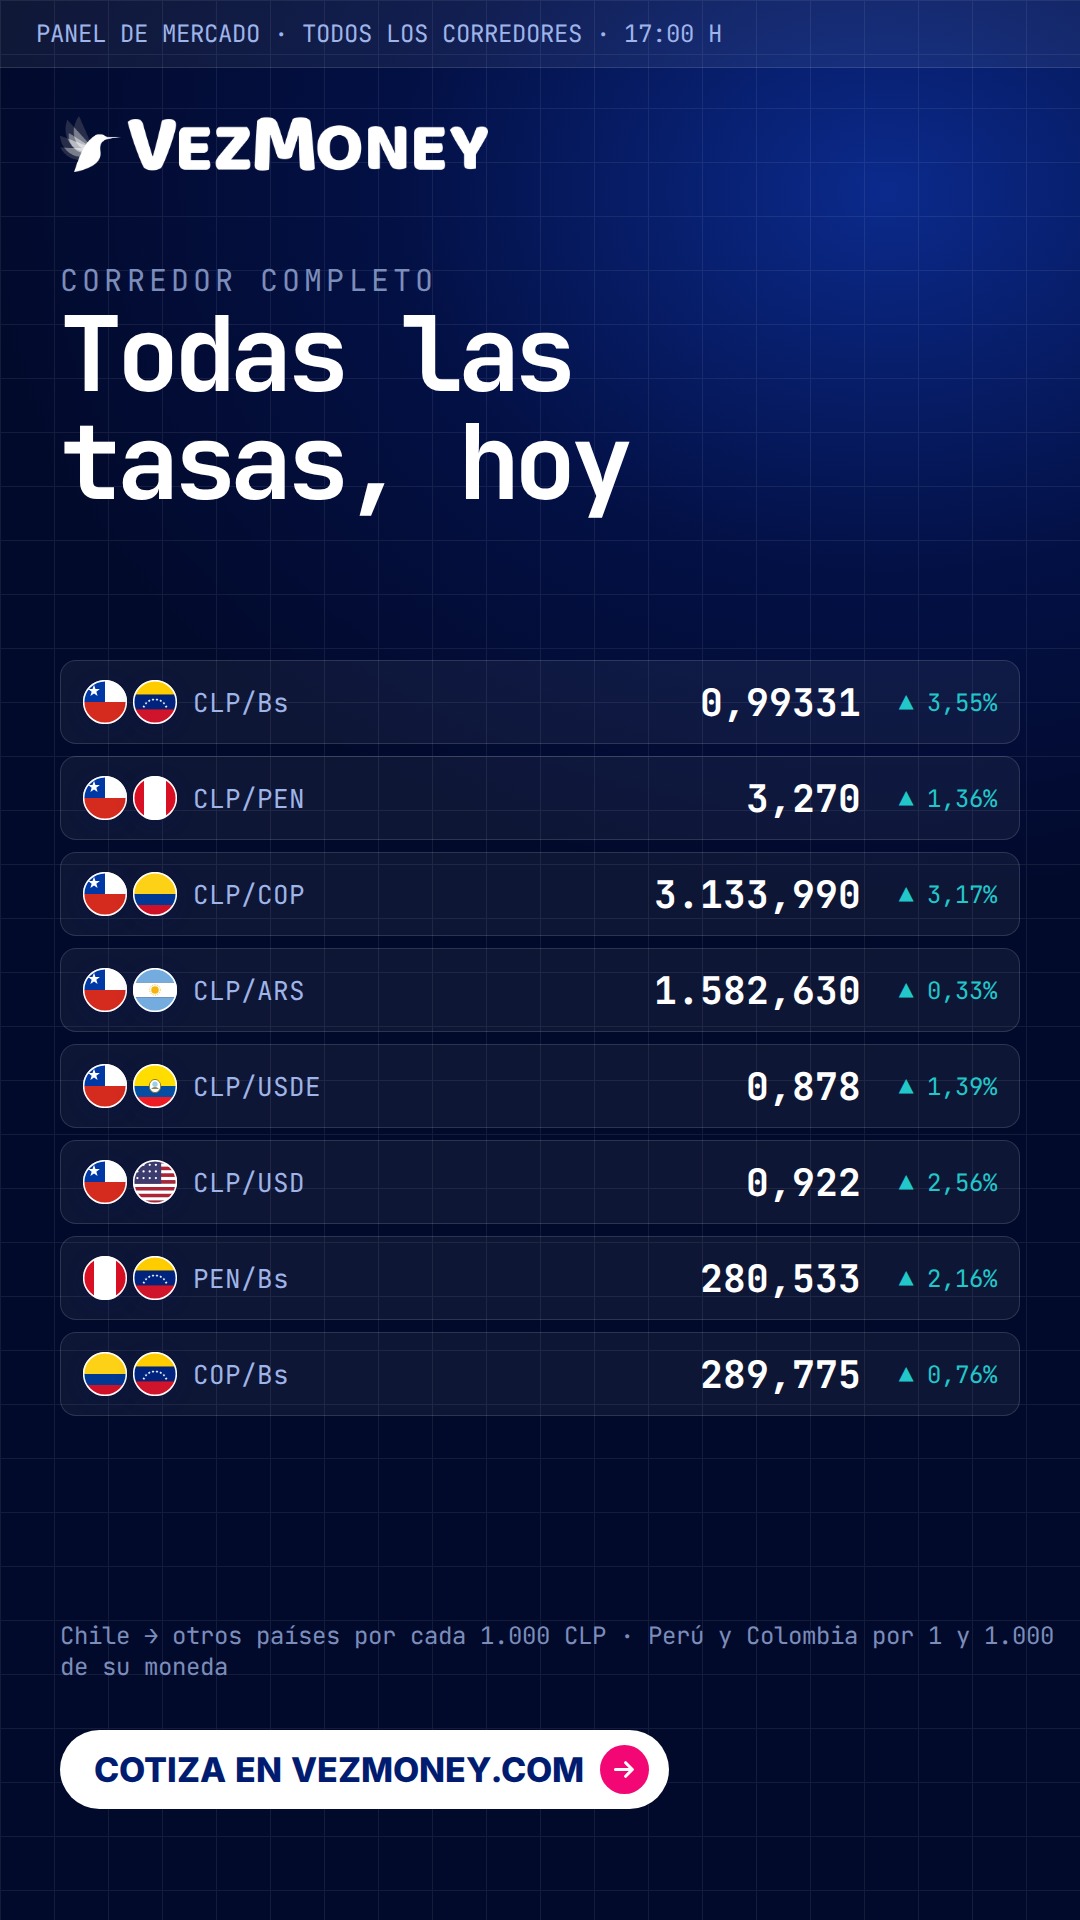 PANEL DE MERCADO · TODOS LOS CORREDORES · 17:00 H
VEZMONEY
CORREDOR COMPLETO
Todas las
tasas, hoy
CLP/Bs 0,99331 ▲ 3,55%
CLP/PEN 3,270 ▲ 1,36%
CLP/COP 3.133,990 ▲ 3,17%
CLP/ARS 1.582,630 ▲ 0,33%
CLP/USDE 0,878 ▲ 1,39%
CLP/USD 0,922 ▲ 2,56%
PEN/Bs 280,533 ▲ 2,16%
COP/Bs 289,775 ▲ 0,76%
Chile → otros países por cada 1.000 CLP · Perú y Colombia por 1 y 1.000
de su moneda
COTIZA EN VEZMONEY.COM →